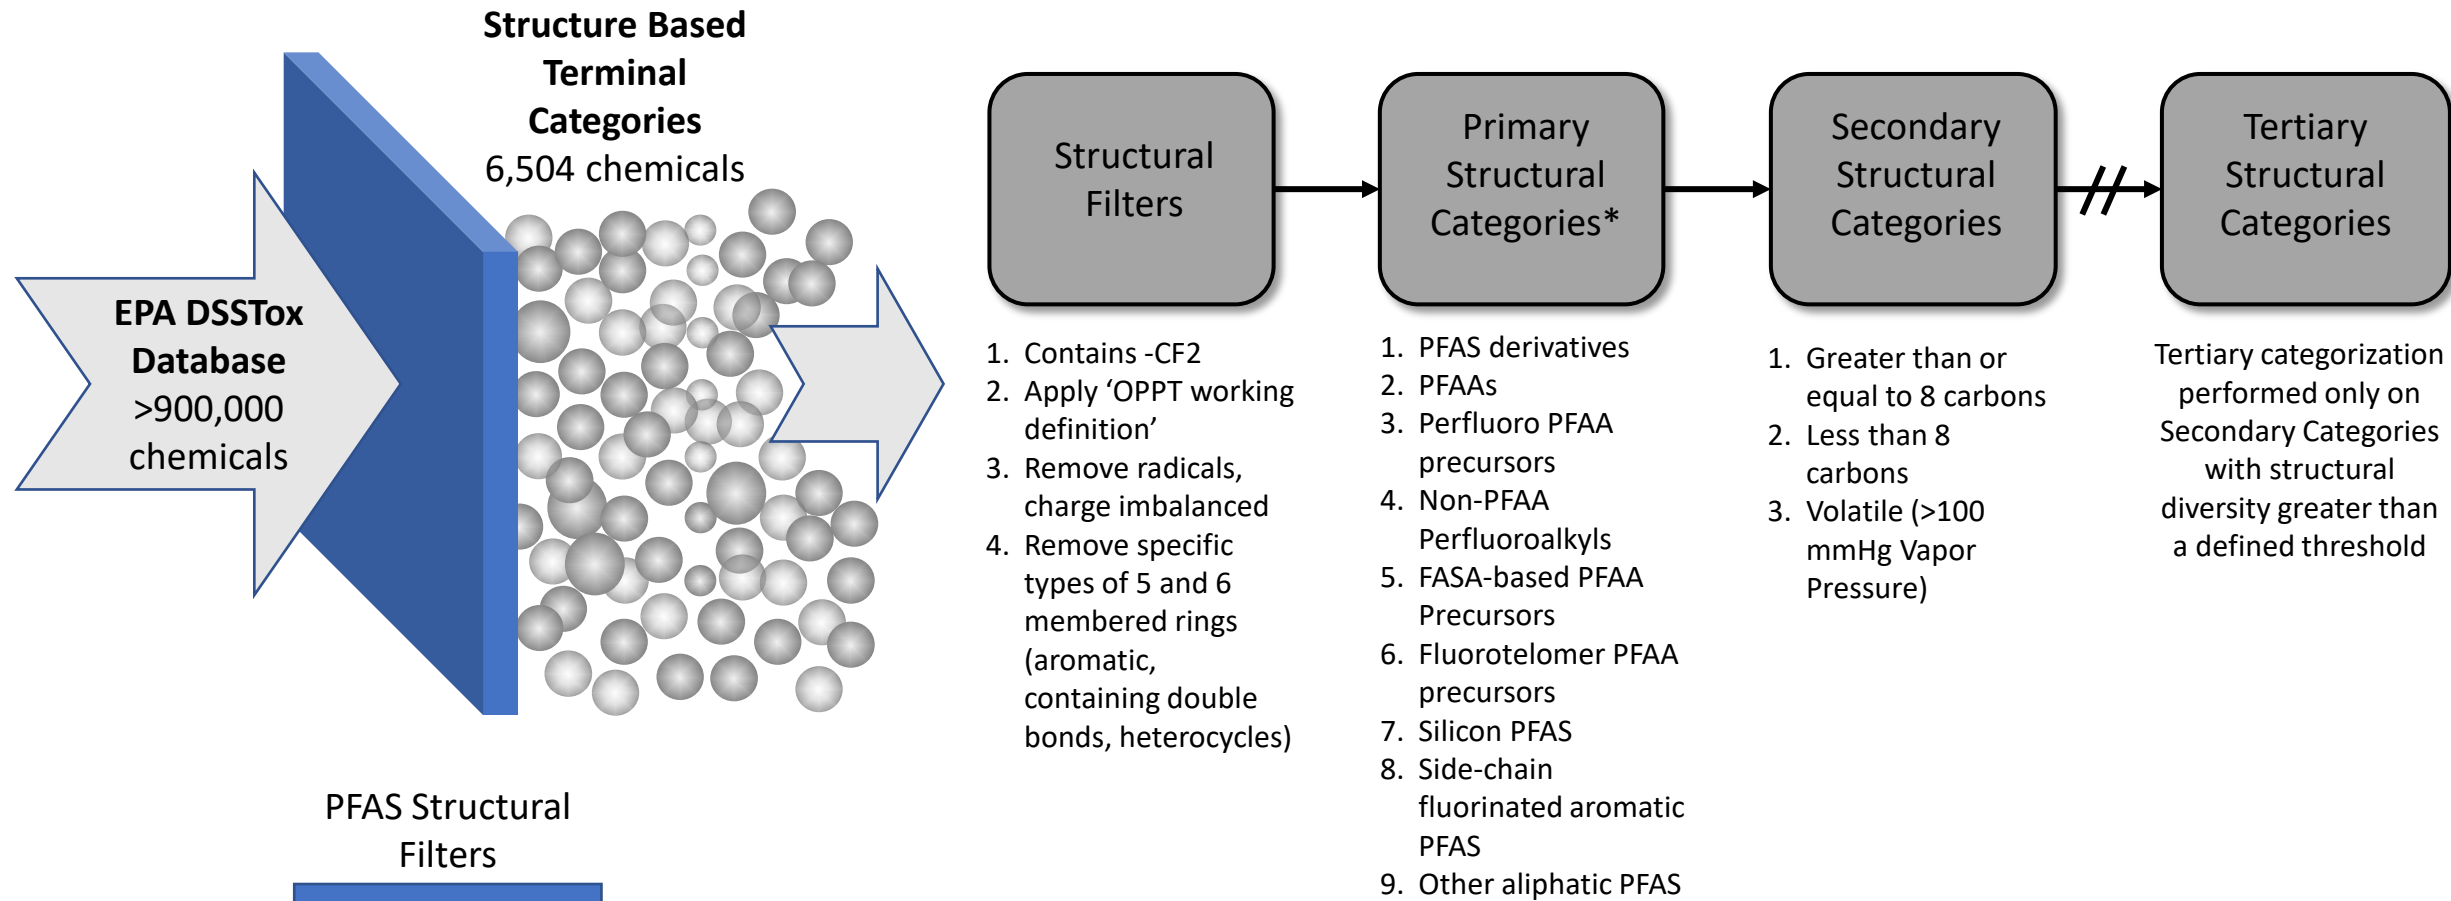 Structure Based
Terminal
Categories
6,504 chemicals
EPA DSSTox
Database
>900,000
chemicals
PFAS Structural
Filters
Structural
Filters
1. Contains -CF2
2. Apply ‘OPPT working
definition’
3. Remove radicals,
charge imbalanced
4. Remove specific
types of 5 and 6
membered rings
(aromatic,
containing double
bonds, heterocycles)
Primary
Structural
Categories*
1. PFAS derivatives
2. PFAAs
3. Perfluoro PFAA
precursors
4. Non-PFAA
Perfluoroalkyls
5. FASA-based PFAA
Precursors
6. Fluorotelomer PFAA
precursors
7. Silicon PFAS
8. Side-chain
fluorinated aromatic
PFAS
9. Other aliphatic PFAS
Secondary
Structural
Categories
1. Greater than or
equal to 8 carbons
2. Less than 8
carbons
3. Volatile (>100
mmHg Vapor
Pressure)
Tertiary
Structural
Categories
Tertiary categorization
performed only on
Secondary Categories
with structural
diversity greater than
a defined threshold